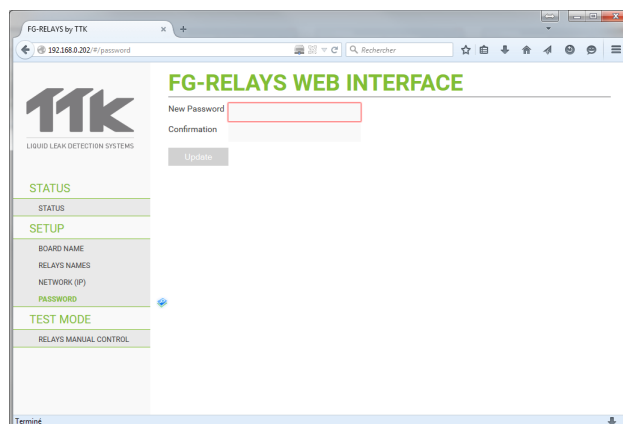 FG-RELAYS by TTK
192.168.0.202/#/password
Rechercher
TTK
LIQUID LEAK DETECTION SYSTEMS
STATUS
STATUS
SETUP
BOARD NAME
RELAYS NAMES
NETWORK (IP)
PASSWORD
TEST MODE
RELAYS MANUAL CONTROL
FG-RELAYS WEB INTERFACE
New Password
Confirmation
Update
Terminé